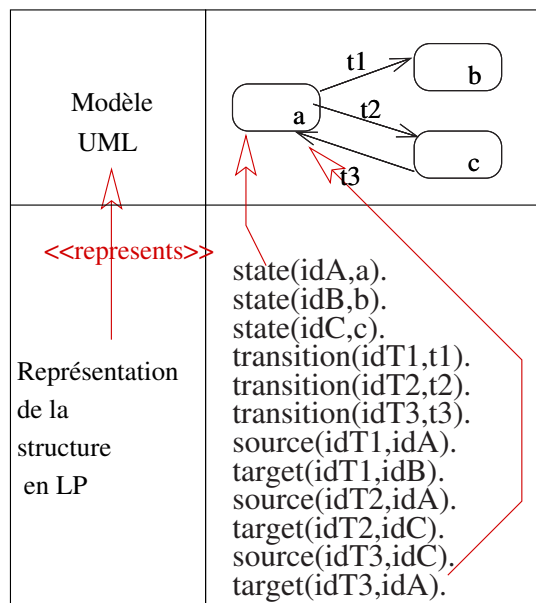 Modèle
UML
t1
b
a
t2
c
t3
<<represents>>
Représentation
de la
structure
en LP
state(idA,a).
state(idB,b).
state(idC,c).
transition(idT1,t1).
transition(idT2,t2).
transition(idT3,t3).
source(idT1,idA).
target(idT1,idB).
source(idT2,idA).
target(idT2,idC).
source(idT3,idC).
target(idT3,idA).